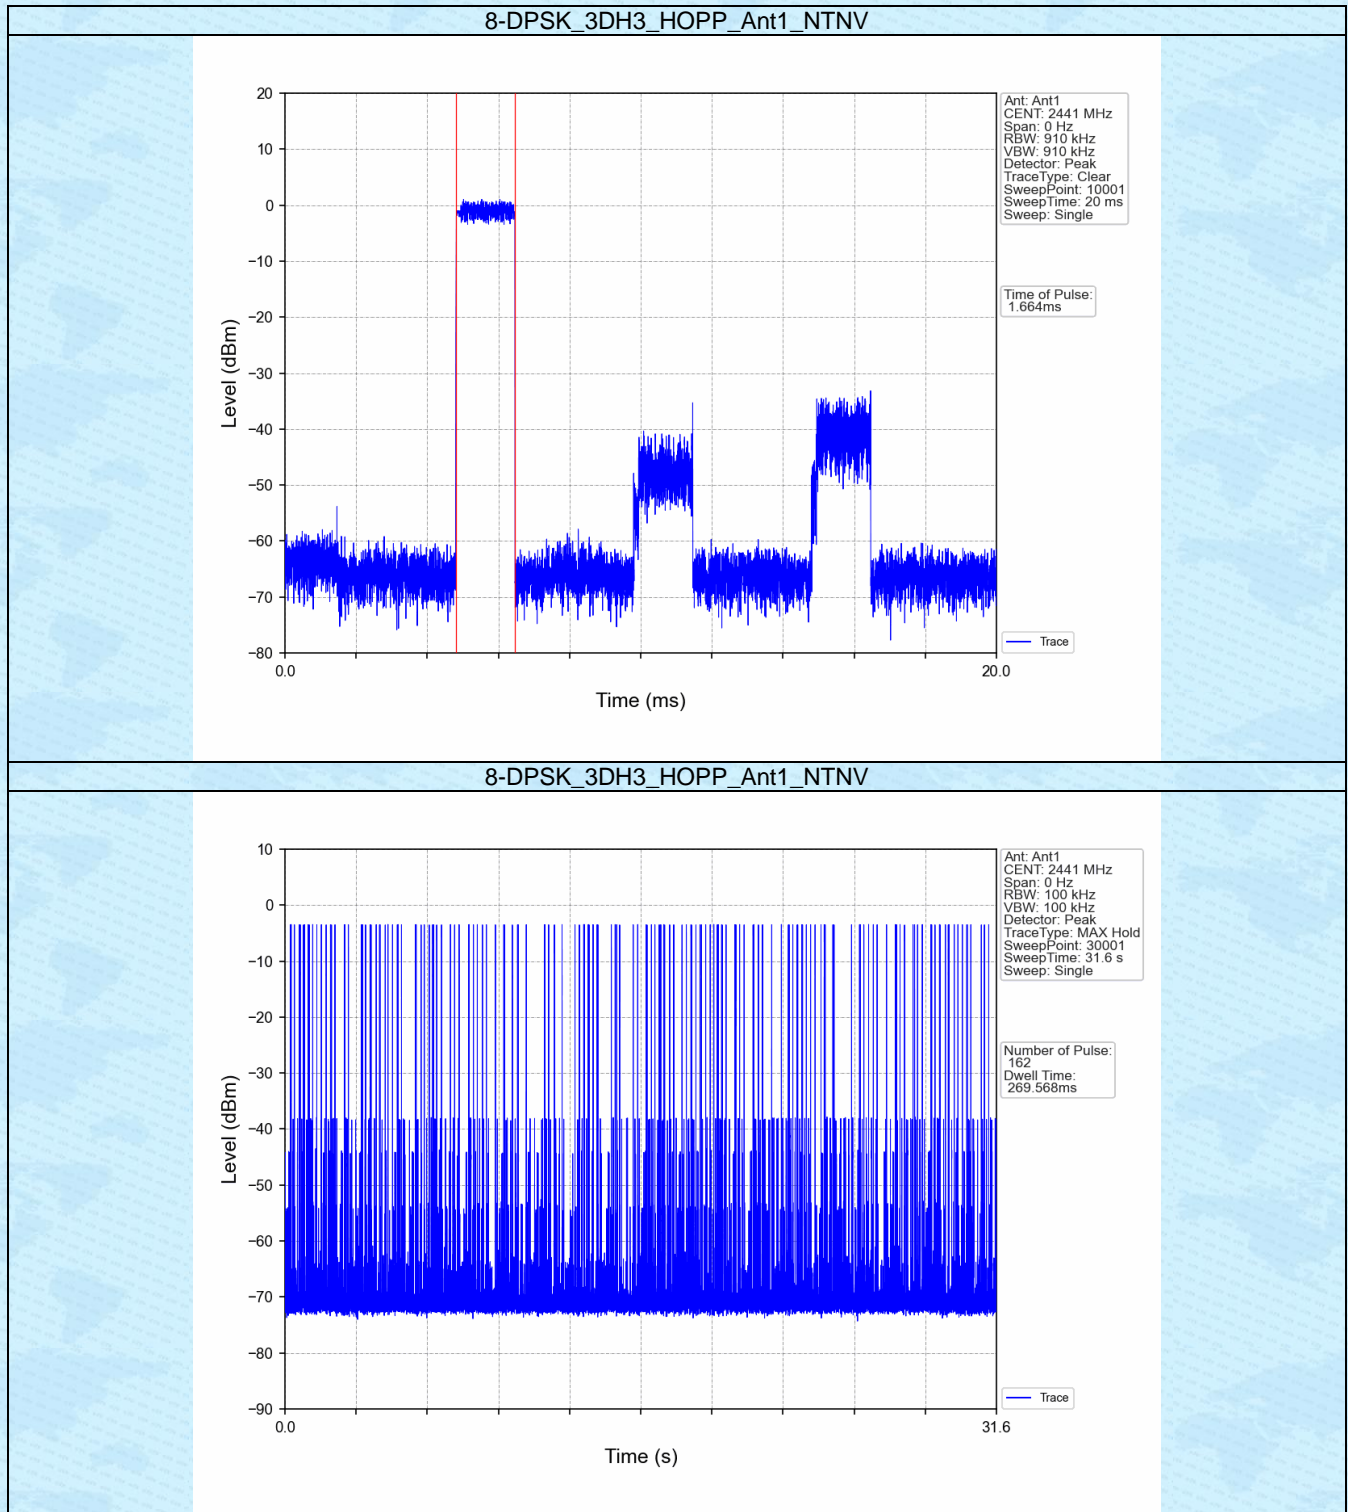 8-DPSK_3DH3_HOPP_Ant1_NTNV
20
10
0
−10
−20
−30
−40
−50
−60
−70
−80
Level (dBm)
0.0
20.0
Time (ms)
Ant: Ant1
CENT: 2441 MHz
Span: 0 Hz
RBW: 910 kHz
VBW: 910 kHz
Detector: Peak
TraceType: Clear
SweepPoint: 10001
SweepTime: 20 ms
Sweep: Single
Time of Pulse:
1.664ms
Trace
8-DPSK_3DH3_HOPP_Ant1_NTNV
10
0
−10
−20
−30
−40
−50
−60
−70
−80
−90
Level (dBm)
0.0
31.6
Time (s)
Ant: Ant1
CENT: 2441 MHz
Span: 0 Hz
RBW: 100 kHz
VBW: 100 kHz
Detector: Peak
TraceType: MAX Hold
SweepPoint: 30001
SweepTime: 31.6 s
Sweep: Single
Number of Pulse:
162
Dwell Time:
269.568ms
Trace